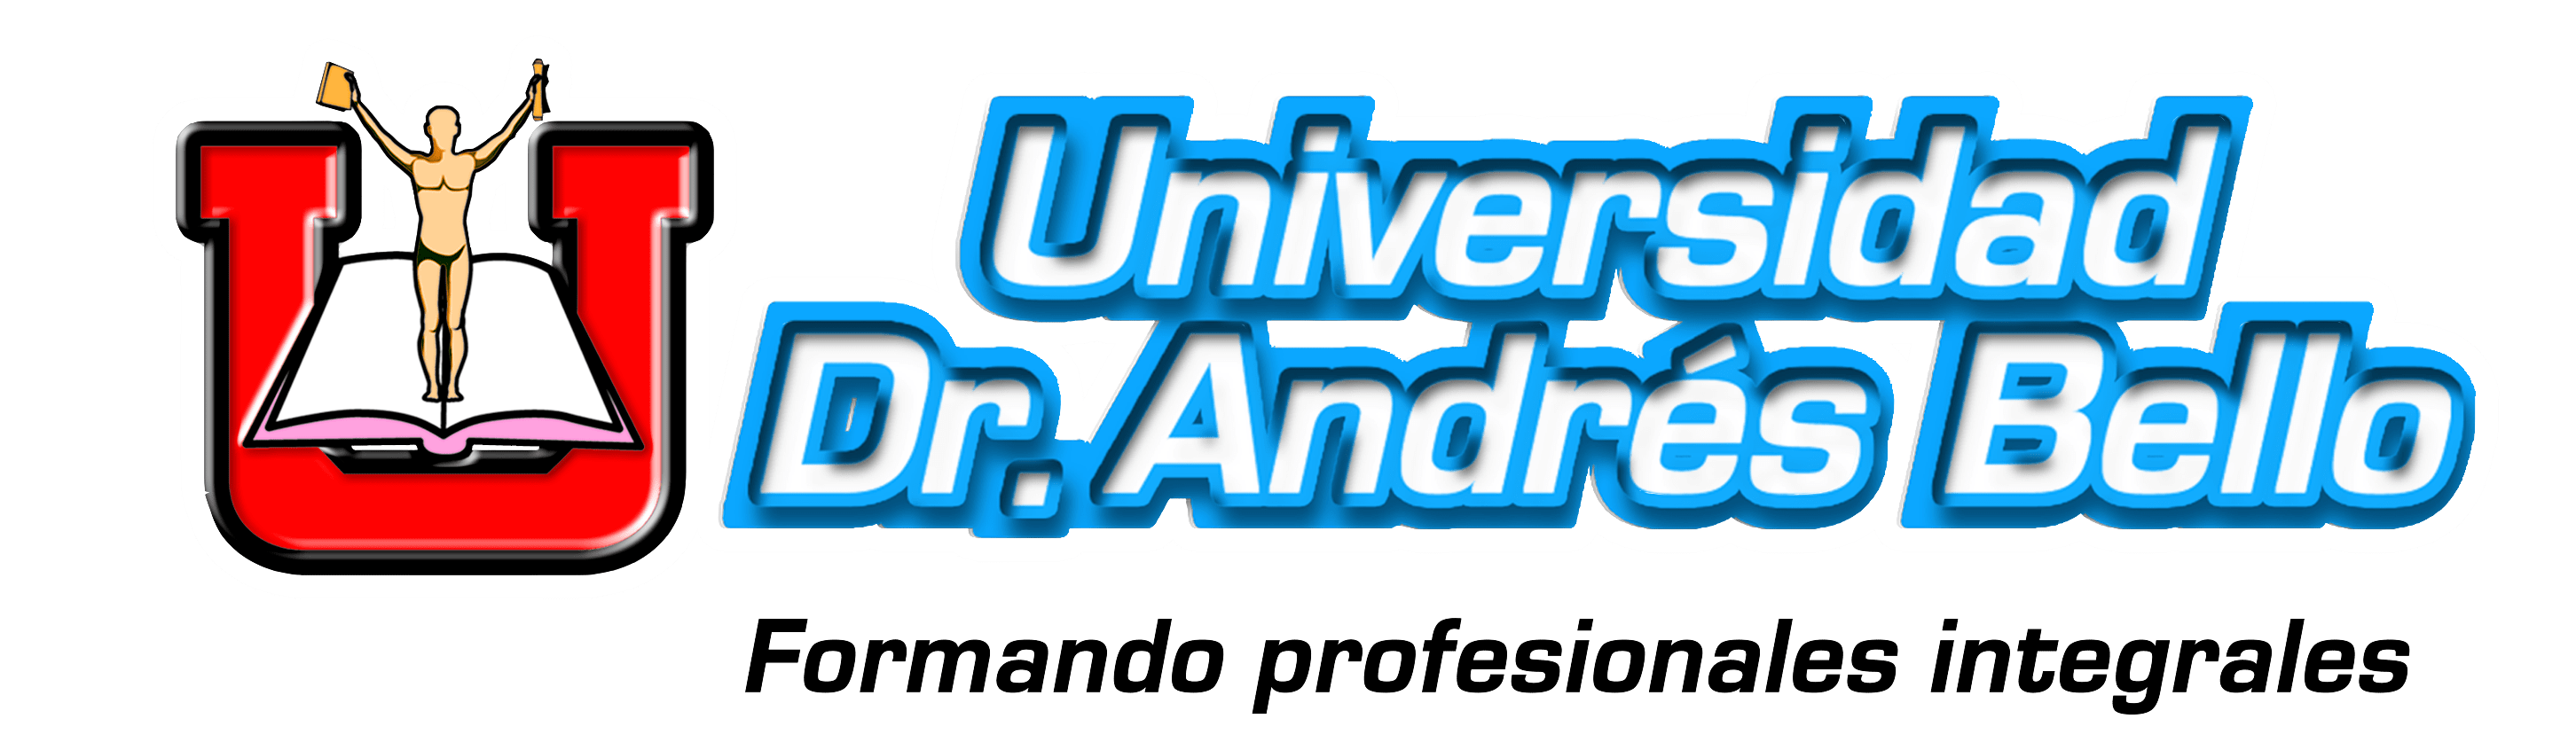 Universidad
Dr. Andrés Bello
Formando profesionales integrales